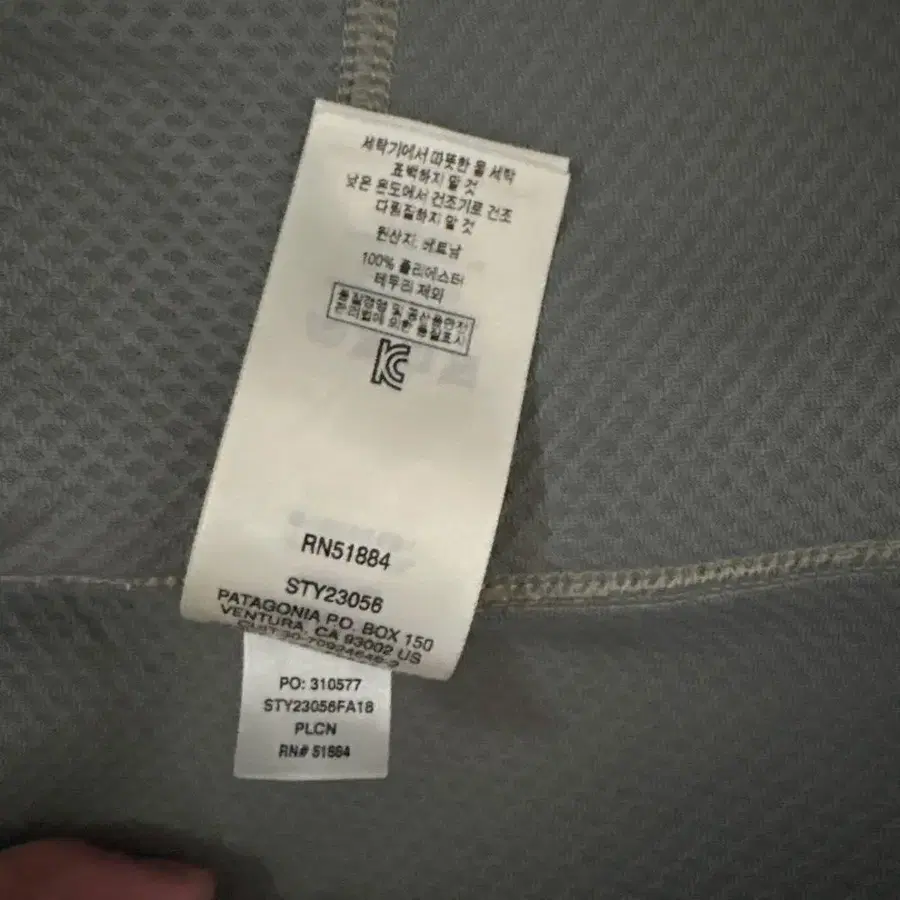 세탁기에서 따뜻한 물 세탁
표백하지 말 것
낮은 온도에서 건조기로 건조
다림질하지 말 것
원산지: 베트남
100% 폴리에스터
테두리 제외
품질경영 및 공산품안전
관리법에 의한 품질표시
KC
RN51884
STY23056
PATAGONIA PO. BOX 150
VENTURA, CA 93002 US
CUIT
PO: 310577
STY23056FA18
PLCN
RN# 51884